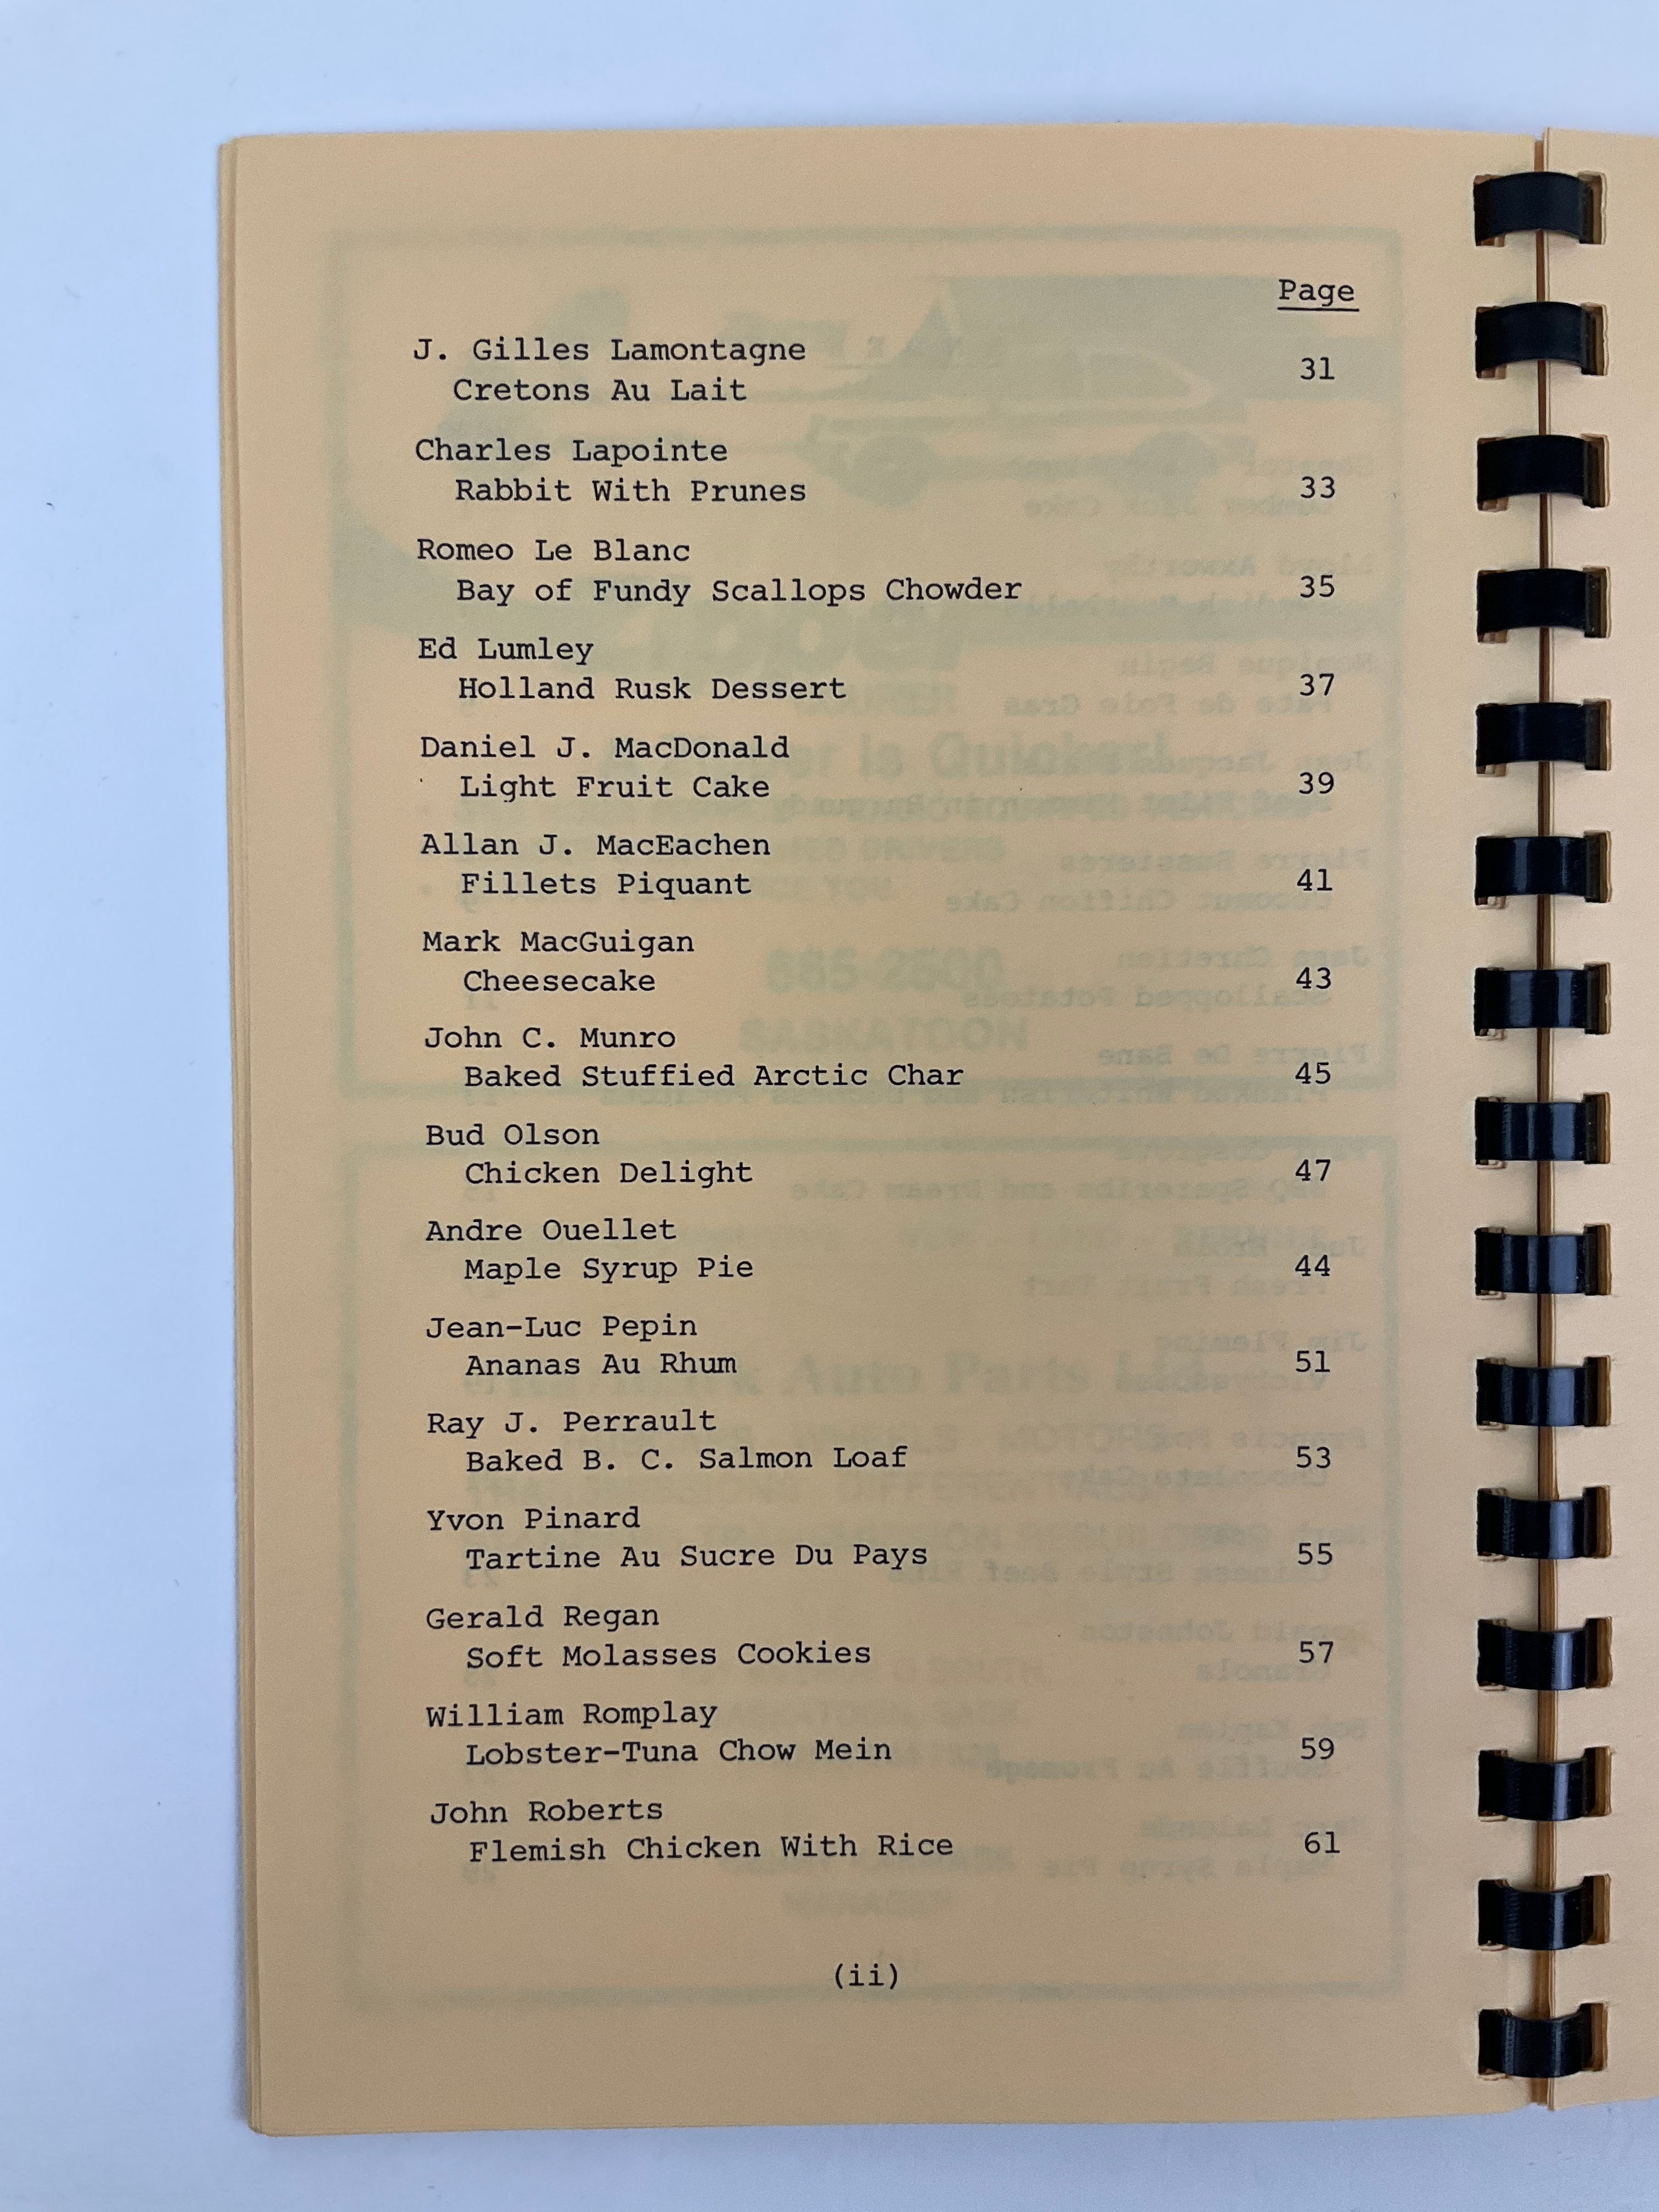 Page
J. Gilles Lamontagne
Cretons Au Lait 31
Charles Lapointe
Rabbit With Prunes 33
Romeo Le Blanc
Bay of Fundy Scallops Chowder 35
Ed Lumley
Holland Rusk Dessert 37
Daniel J. MacDonald
Light Fruit Cake 39
Allan J. MacEachen
Fillets Piquant 41
Mark MacGuigan
Cheesecake 43
John C. Munro
Baked Stuffied Arctic Char 45
Bud Olson
Chicken Delight 47
Andre Ouellet
Maple Syrup Pie 44
Jean-Luc Pepin
Ananas Au Rhum 51
Ray J. Perrault
Baked B. C. Salmon Loaf 53
Yvon Pinard
Tartine Au Sucre Du Pays 55
Gerald Regan
Soft Molasses Cookies 57
William Romplay
Lobster-Tuna Chow Mein 59
John Roberts
Flemish Chicken With Rice 61
(ii)